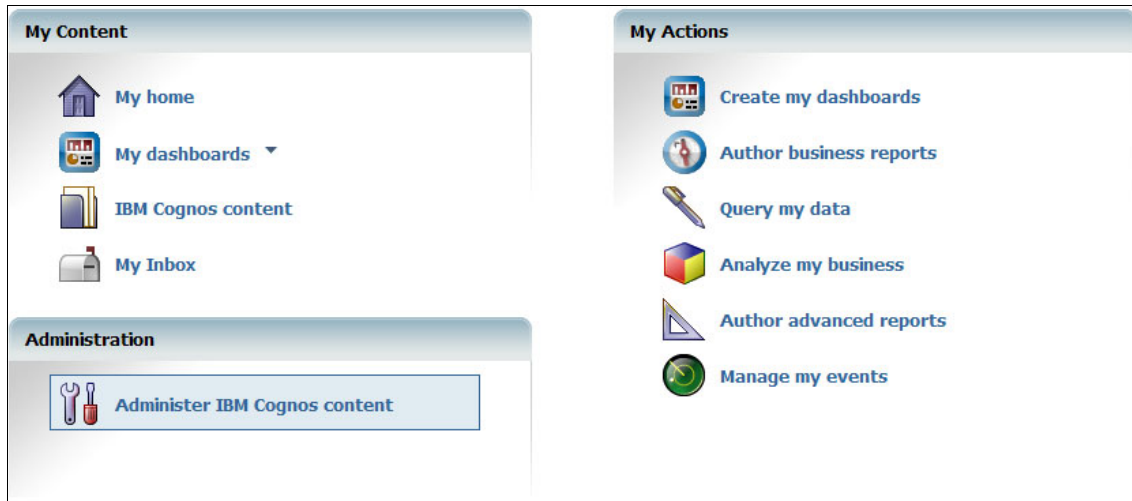 My Content
My home
My dashboards
IBM Cognos content
My Inbox
Administration
Administer IBM Cognos content
My Actions
Create my dashboards
Author business reports
Query my data
Analyze my business
Author advanced reports
Manage my events